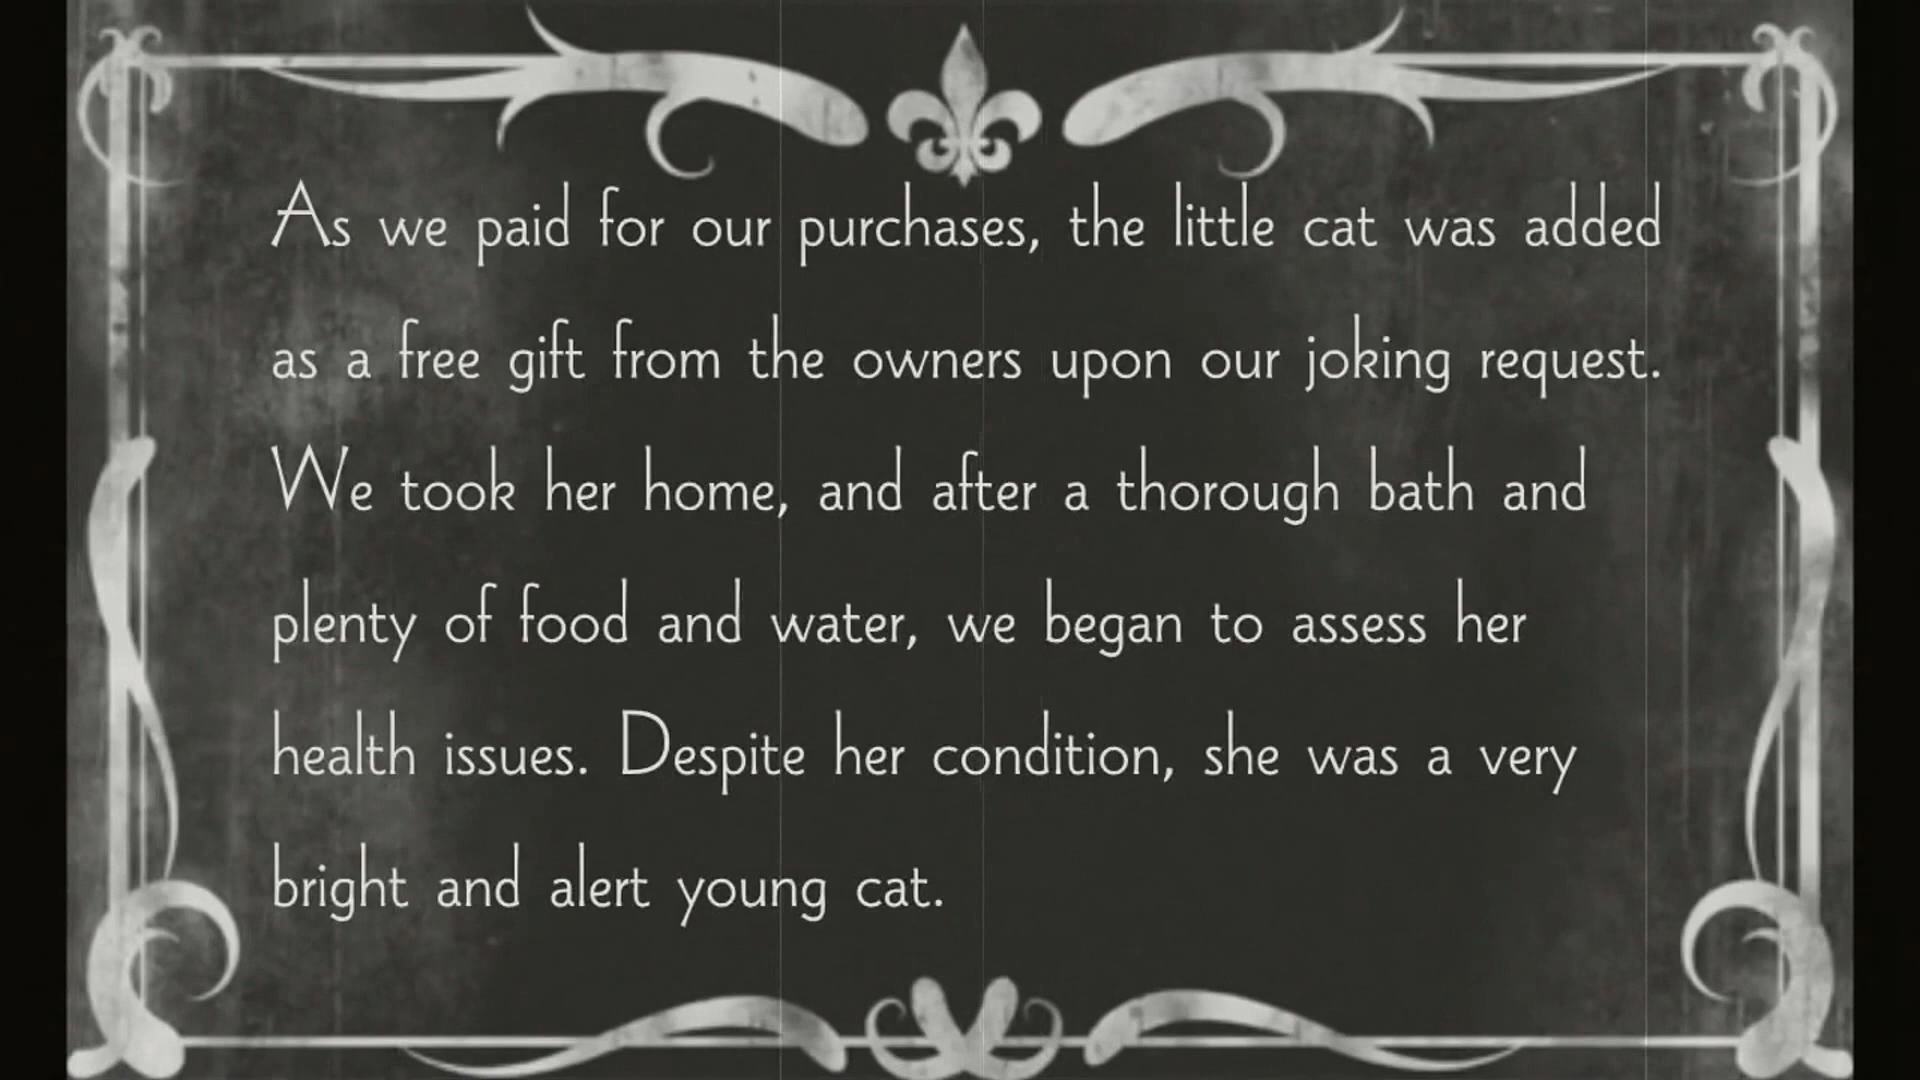 As we paid for our purchases, the little cat was added
as a free gift from the owners upon our joking request.
We took her home, and after a thorough bath and
plenty of food and water, we began to assess her
health issues. Despite her condition, she was a very
bright and alert young cat.